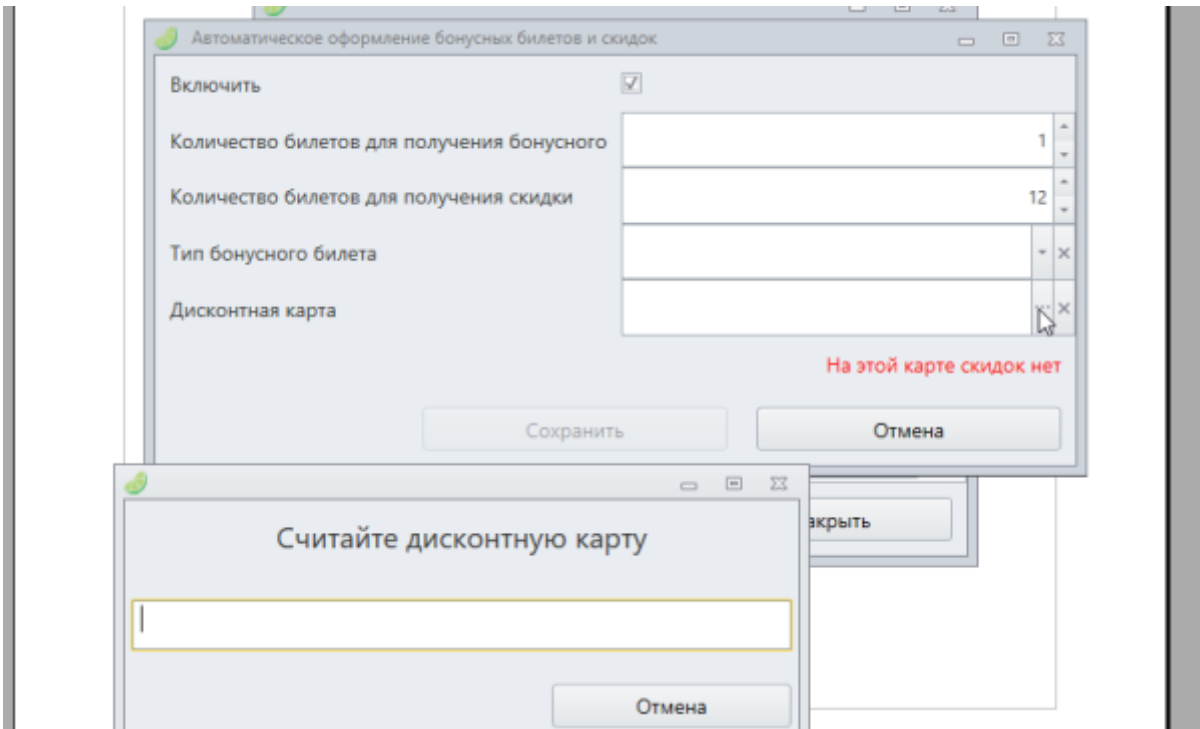 Автоматическое оформление бонусных билетов и скидок
Включить
Количество билетов для получения бонусного 1
Количество билетов для получения скидки 12
Тип бонусного билета
Дисконтная карта
На этой карте скидок нет
Сохранить Отмена
акрыть
Считайте дисконтную карту
Отмена